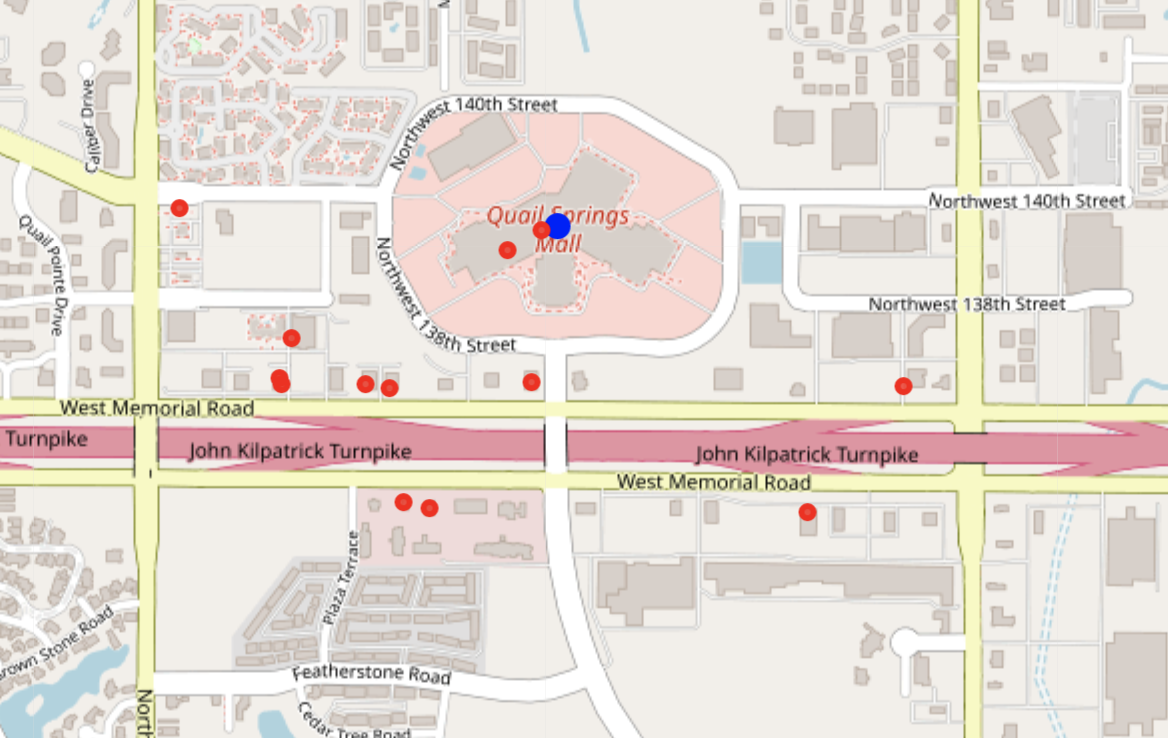 N
Northwest 140th Street
Caliber Drive
Northwest 140th Street
Quail Springs
Mall
Quail Pointe Drive
Northwest 138th Street
Northwest 138th Street
West Memorial Road
Turnpike
John Kilpatrick Turnpike
John Kilpatrick Turnpike
West Memorial Road
Plaza Terrace
Brown Stone Road
Featherstone Road
North
Cedar Tree Road